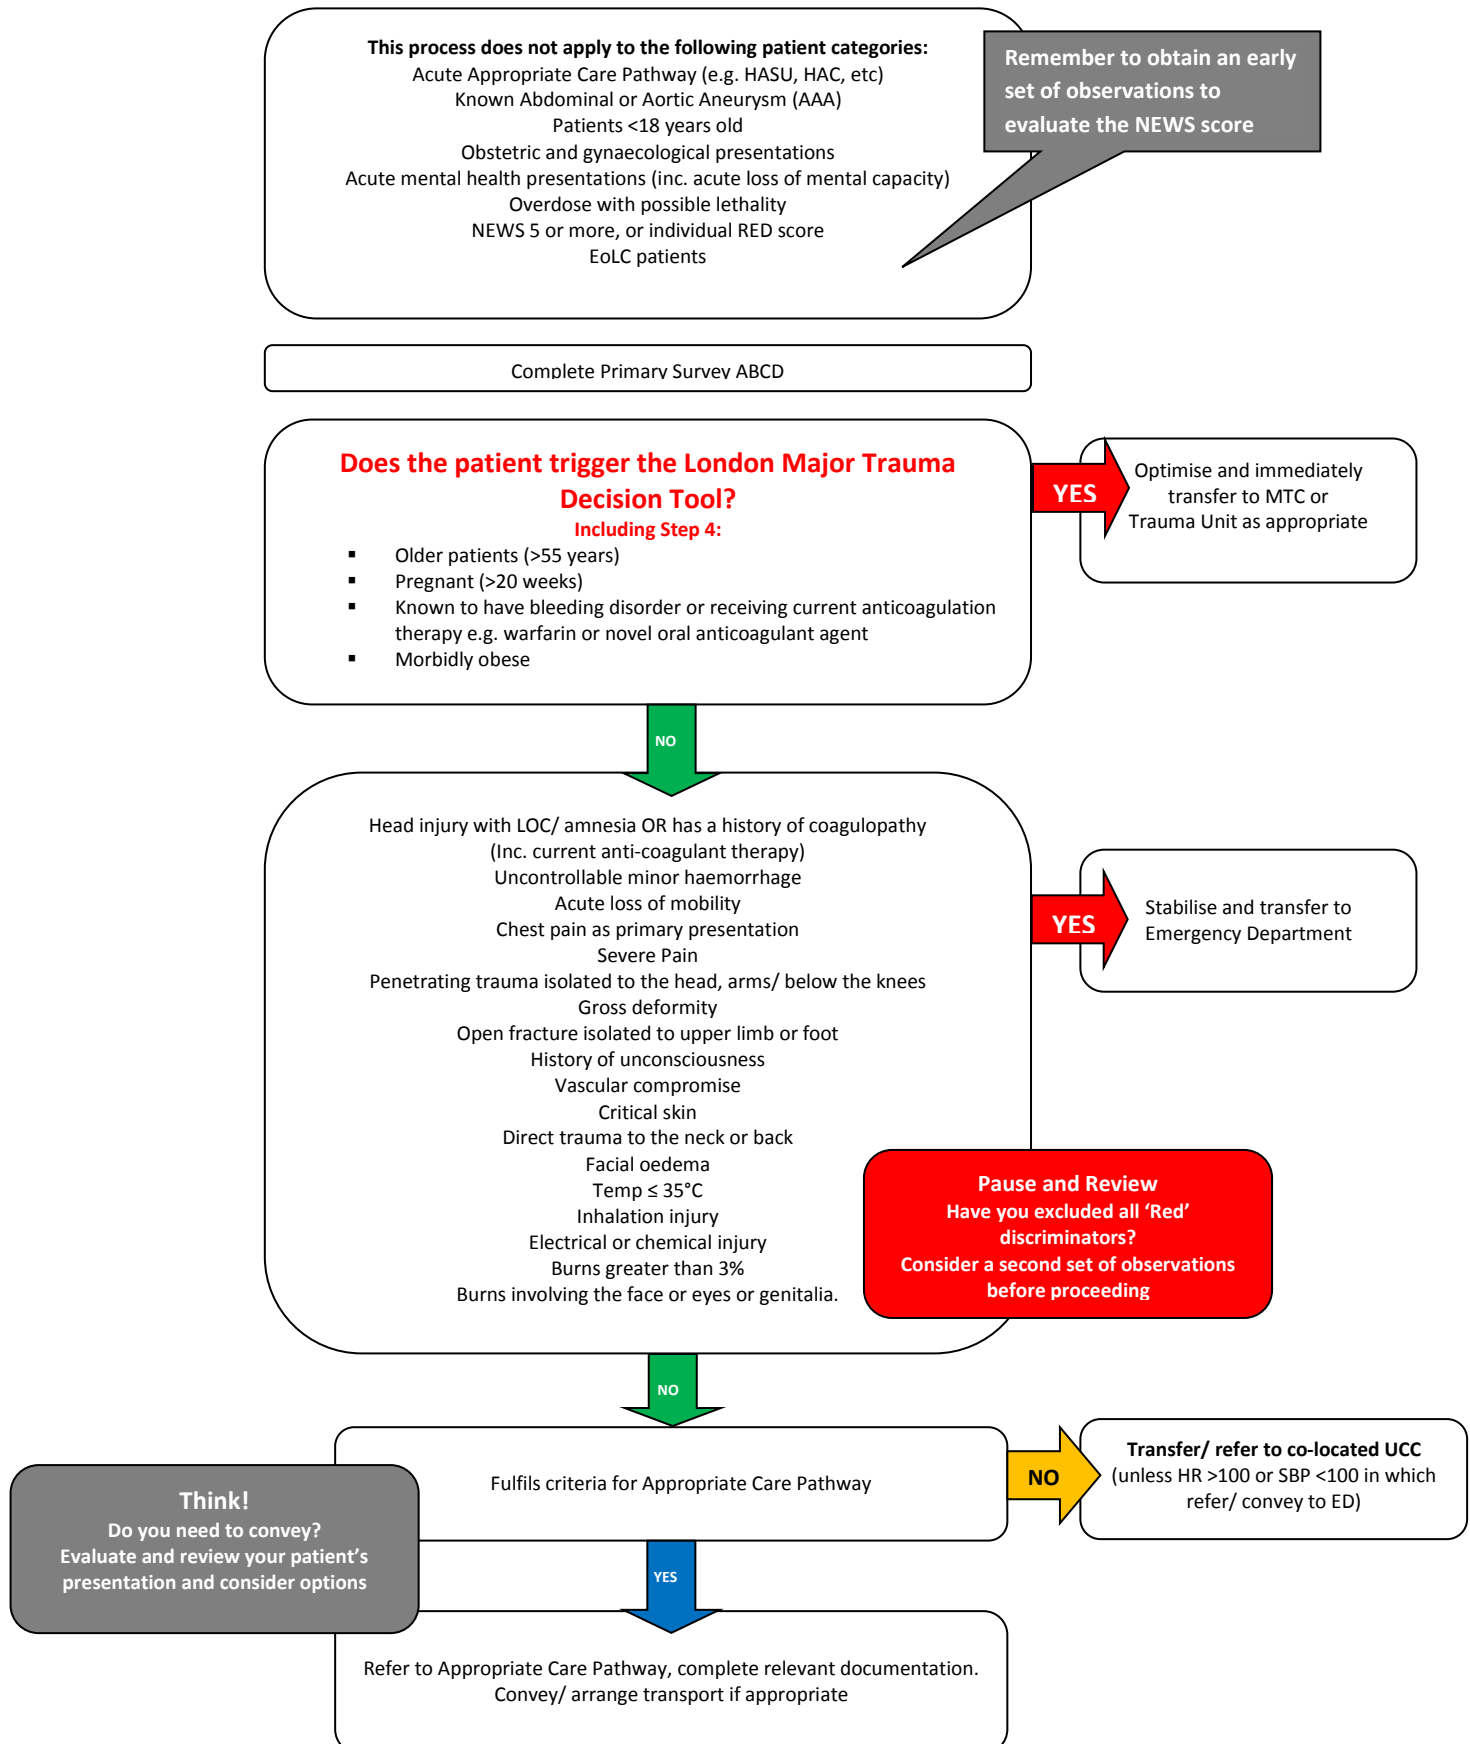 This process does not apply to the following patient categories:
Acute Appropriate Care Pathway (e.g. HASU, HAC, etc)
Known Abdominal or Aortic Aneurysm (AAA)
Patients <18 years old
Obstetric and gynaecological presentations
Acute mental health presentations (inc. acute loss of mental capacity)
Overdose with possible lethality
NEWS 5 or more, or individual RED score
EoLC patients
Remember to obtain an early
set of observations to
evaluate the NEWS score
Complete Primary Survey ABCD
Does the patient trigger the London Major Trauma
Decision Tool?
Including Step 4:
▪ Older patients (>55 years)
▪ Pregnant (>20 weeks)
▪ Known to have bleeding disorder or receiving current anticoagulation
therapy e.g. warfarin or novel oral anticoagulant agent
▪ Morbidly obese
YES
Optimise and immediately
transfer to MTC or
Trauma Unit as appropriate
NO
Head injury with LOC/ amnesia OR has a history of coagulopathy
(Inc. current anti-coagulant therapy)
Uncontrollable minor haemorrhage
Acute loss of mobility
Chest pain as primary presentation
Severe Pain
Penetrating trauma isolated to the head, arms/ below the knees
Gross deformity
Open fracture isolated to upper limb or foot
History of unconsciousness
Vascular compromise
Critical skin
Direct trauma to the neck or back
Facial oedema
Temp ≤ 35°C
Inhalation injury
Electrical or chemical injury
Burns greater than 3%
Burns involving the face or eyes or genitalia.
YES
Stabilise and transfer to
Emergency Department
Pause and Review
Have you excluded all ‘Red’
discriminators?
Consider a second set of observations
before proceeding
NO
Fulfils criteria for Appropriate Care Pathway
NO
Transfer/ refer to co-located UCC
(unless HR >100 or SBP <100 in which
refer/ convey to ED)
Think!
Do you need to convey?
Evaluate and review your patient’s
presentation and consider options
YES
Refer to Appropriate Care Pathway, complete relevant documentation.
Convey/ arrange transport if appropriate